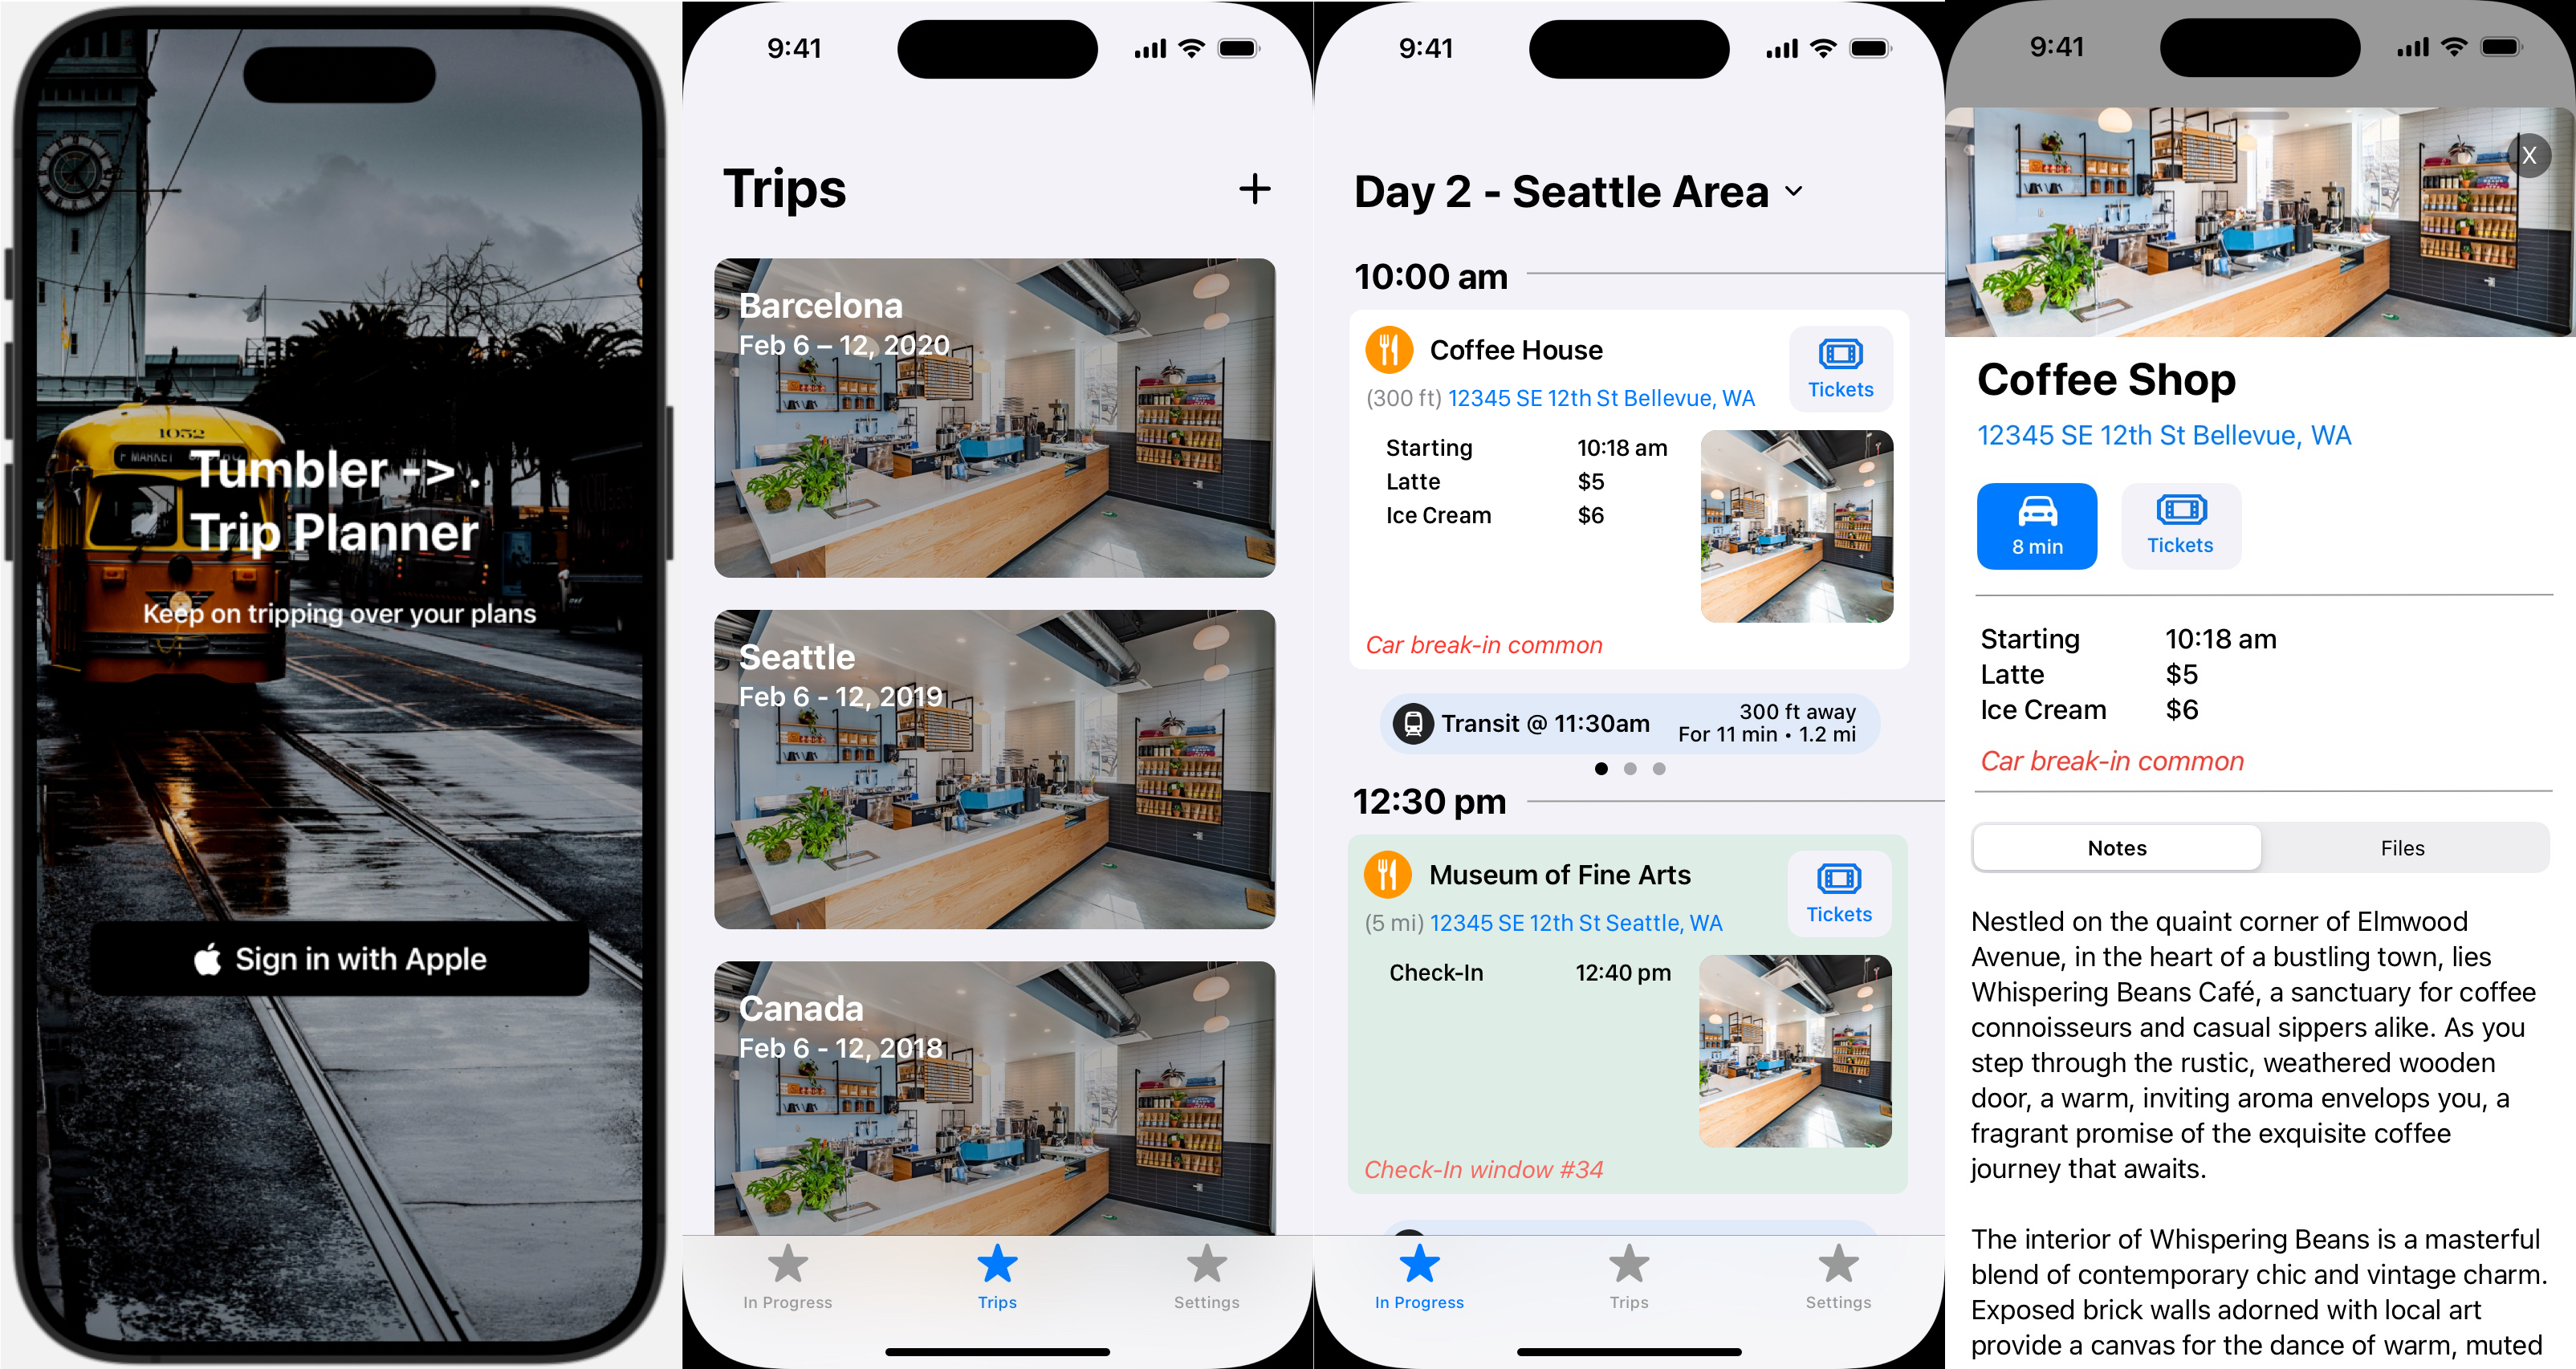 1052
F MARKET
Tumbler -> .
Trip Planner
Keep on tripping over your plans
Sign in with Apple
9:41
Trips
+
Barcelona
Feb 6 – 12, 2020
Seattle
Feb 6 - 12, 2019
Canada
Feb 6 - 12, 2018
In Progress
Trips
Settings
9:41
Day 2 - Seattle Area
10:00 am
Coffee House
Tickets
(300 ft) 12345 SE 12th St Bellevue, WA
Starting 10:18 am
Latte $5
Ice Cream $6
Car break-in common
Transit @ 11:30am
300 ft away
For 11 min • 1.2 mi
12:30 pm
Museum of Fine Arts
Tickets
(5 mi) 12345 SE 12th St Seattle, WA
Check-In 12:40 pm
Check-In window #34
In Progress
Trips
Settings
9:41
X
Coffee Shop
12345 SE 12th St Bellevue, WA
8 min
Tickets
Starting 10:18 am
Latte $5
Ice Cream $6
Car break-in common
Notes
Files
Nestled on the quaint corner of Elmwood
Avenue, in the heart of a bustling town, lies
Whispering Beans Café, a sanctuary for coffee
connoisseurs and casual sippers alike. As you
step through the rustic, weathered wooden
door, a warm, inviting aroma envelops you, a
fragrant promise of the exquisite coffee
journey that awaits.
The interior of Whispering Beans is a masterful
blend of contemporary chic and vintage charm.
Exposed brick walls adorned with local art
provide a canvas for the dance of warm, muted